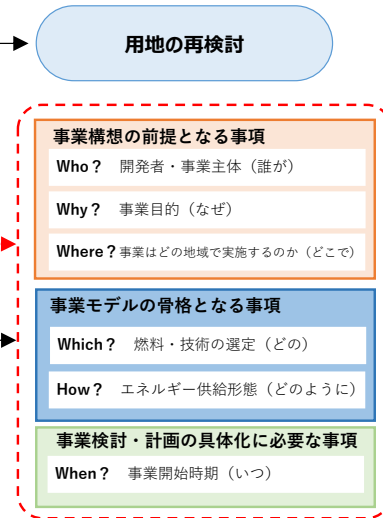 用地の再検討
事業構想の前提となる事項
Who？ 開発者・事業主体（誰が）
Why？ 事業目的（なぜ）
Where？事業はどの地域で実施するのか（どこで）
事業モデルの骨格となる事項
Which？ 燃料・技術の選定（どの）
How？ エネルギー供給形態（どのように）
事業検討・計画の具体化に必要な事項
When？ 事業開始時期（いつ）